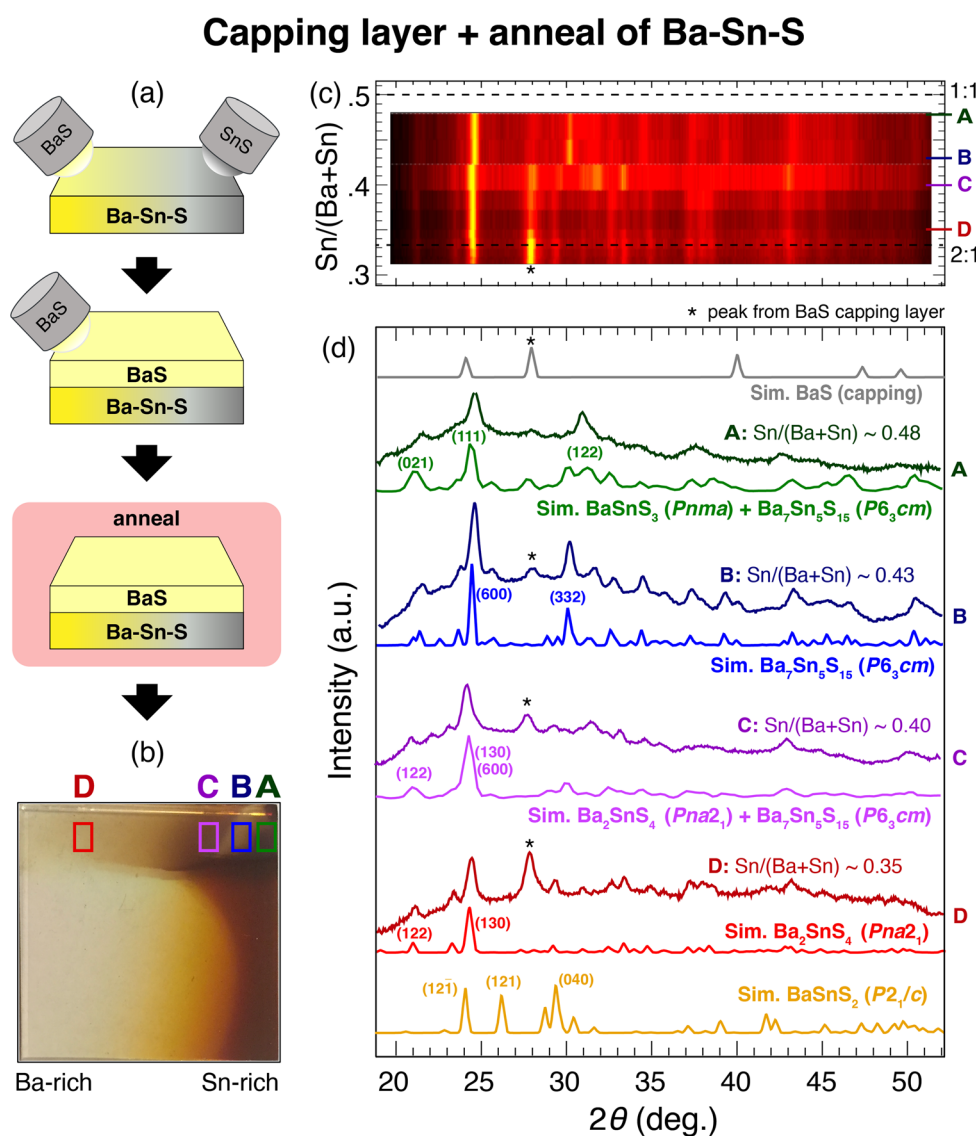 Capping layer + anneal of Ba-Sn-S
(a)
BaS
SnS
Ba-Sn-S
BaS
BaS
Ba-Sn-S
anneal
BaS
Ba-Sn-S
(b)
D C B A
Ba-rich Sn-rich
(c)
Sn/(Ba+Sn)
.5
.4
.3
1:1
A
B
C
D
2:1
*
* peak from BaS capping layer
(d)
Intensity (a.u.)
*
Sim. BaS (capping)
A: Sn/(Ba+Sn) ~ 0.48
(021) (111) (122)
A
Sim. BaSnS₃ (Pnma) + Ba₇Sn₅S₁₅ (P6₃cm)
*
B: Sn/(Ba+Sn) ~ 0.43
(600) (332)
B
Sim. Ba₇Sn₅S₁₅ (P6₃cm)
*
C: Sn/(Ba+Sn) ~ 0.40
(130)
(122) (600)
C
Sim. Ba₂SnS₄ (Pna2₁) + Ba₇Sn₅S₁₅ (P6₃cm)
*
D: Sn/(Ba+Sn) ~ 0.35
(122) (130)
D
Sim. Ba₂SnS₄ (Pna2₁)
(121̄) (121) (040)
Sim. BaSnS₂ (P2₁/c)
20 25 30 35 40 45 50
2θ (deg.)